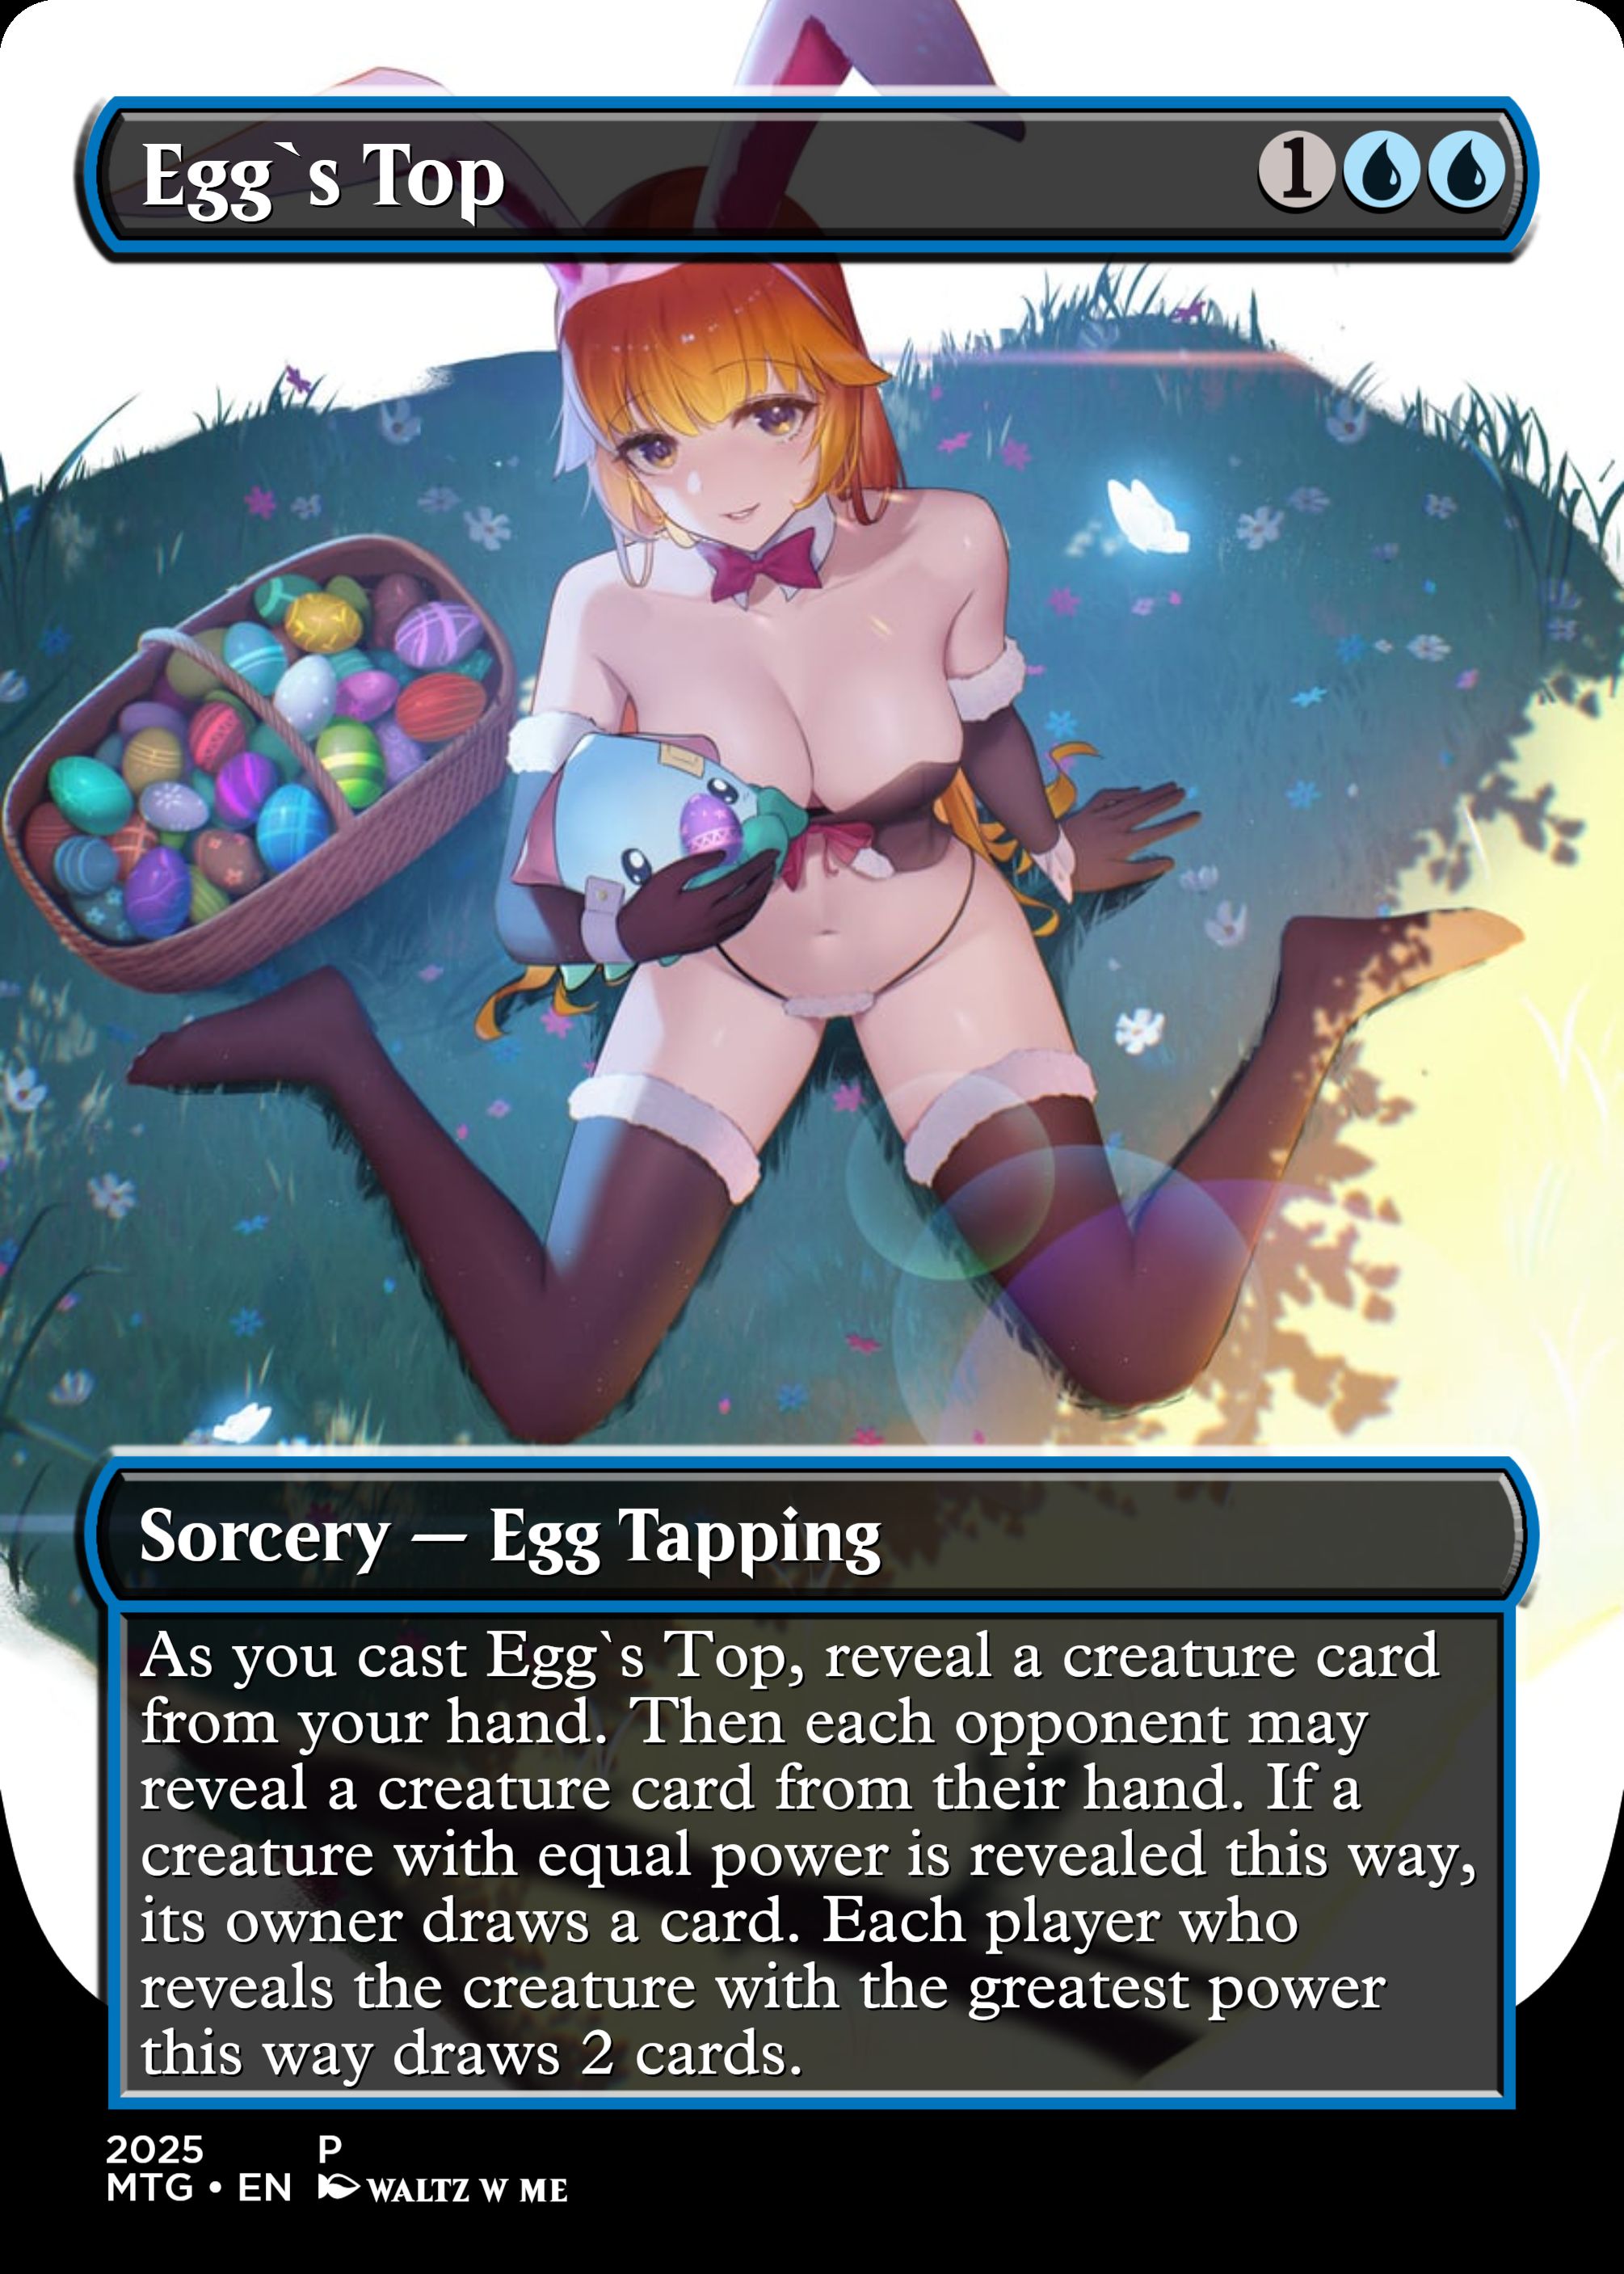 Egg`s Top 1
Sorcery — Egg Tapping
As you cast Egg`s Top, reveal a creature card
from your hand. Then each opponent may
reveal a creature card from their hand. If a
creature with equal power is revealed this way,
its owner draws a card. Each player who
reveals the creature with the greatest power
this way draws 2 cards.
2025 P
MTG • EN WALTZ W ME